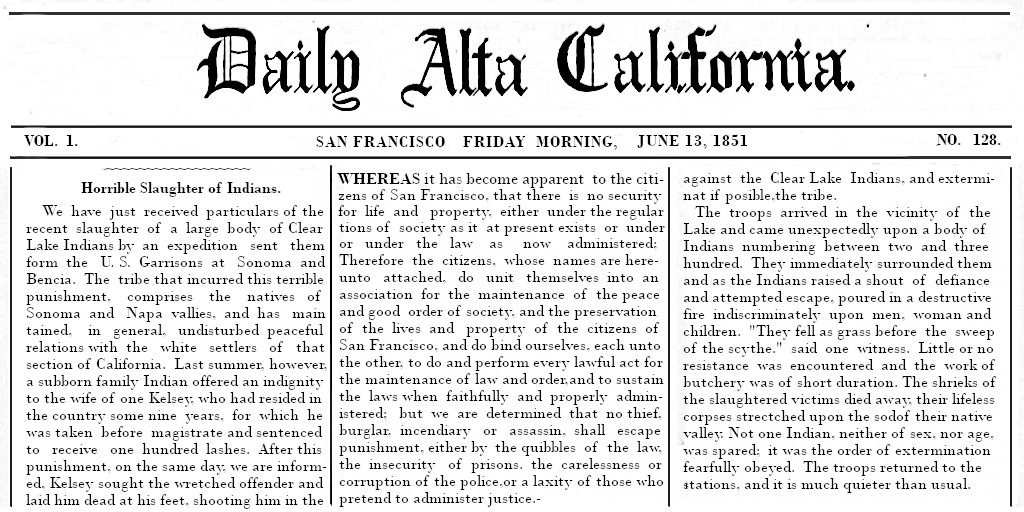 Daily Alta California.
VOL. 1. SAN FRANCISCO FRIDAY MORNING, JUNE 13, 1851 NO. 128.
Horrible Slaughter of Indians.
We have just received particulars of the
recent slaughter of a large body of Clear
Lake Indians by an expedition sent them
form the U. S. Garrisons at Sonoma and
Bencia. The tribe that incurred this terrible
punishment, comprises the natives of
Sonoma and Napa vallies, and has main
tained, in general, undisturbed peaceful
relations with the white settlers of that
section of California. Last summer, however,
a subborn family Indian offered an indignity
to the wife of one Kelsey, who had resided in
the country some nine years, for which he
was taken before magistrate and sentenced
to receive one hundred lashes. After this
punishment, on the same day, we are inform-
ed, Kelsey sought the wretched offender and
laid him dead at his feet, shooting him in the
WHEREAS it has become apparent to the citi-
zens of San Francisco, that there is no security
for life and property, either under the regular
tions of society as it at present exists or under
or under the law as now administered;
Therefore the citizens, whose names are here-
unto attached, do unit themselves into an
association for the maintenance of the peace
and good order of society, and the preservation
of the lives and property of the citizens of
San Francisco, and do bind ourselves, each unto
the other, to do and perform every lawful act for
the maintenance of law and order,and to sustain
the laws when faithfully and properly admin-
istered; but we are determined that no thief,
burglar, incendiary or assassin, shall escape
punishment, either by the quibbles of the law,
the insecurity of prisons. the carelessness or
corruption of the police,or a laxity of those who
pretend to administer justice.-
against the Clear Lake Indians, and extermi-
nat if posible,the tribe.
The troops arrived in the vicinity of the
Lake and came unexpectedly upon a body of
Indians numbering between two and three
hundred. They immediately surrounded them
and as the Indians raised a shout of defiance
and attempted escape, poured in a destructive
fire indiscriminately upon men, woman and
children. "They fell as grass before the sweep
of the scythe." said one witness. Little or no
resistance was encountered and the work of
butchery was of short duration. The shrieks of
the slaughtered victims died away, their lifeless
corpses strectched upon the sodof their native
valley. Not one Indian, neither of sex, nor age,
was spared; it was the order of extermination
fearfully obeyed. The troops returned to the
stations, and it is much quieter than usual.